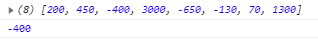 ▸ (8) [200, 450, -400, 3000, -650, -130, 70, 1300]
-400